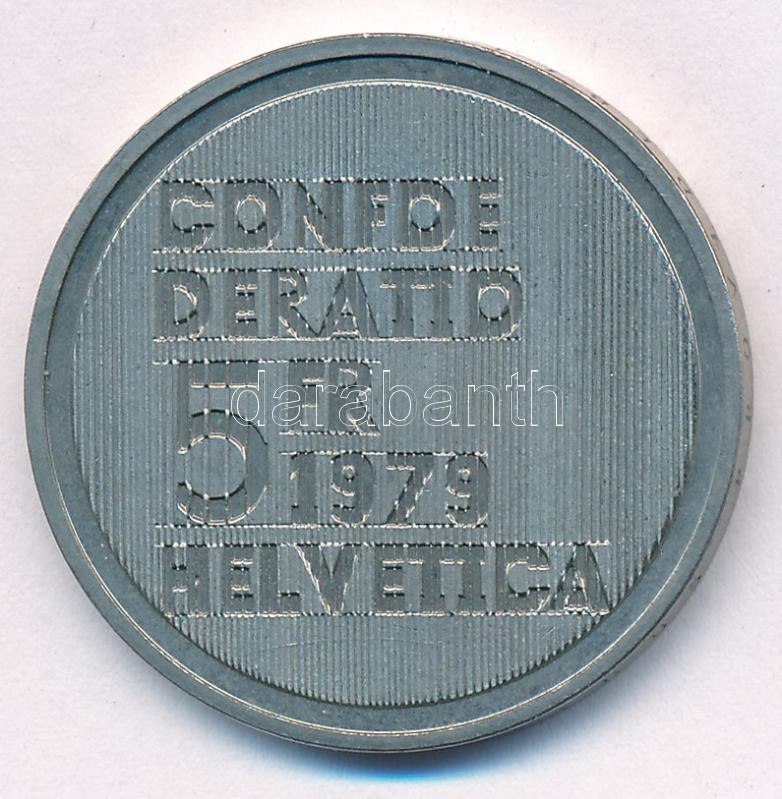 CONFOE
DERATIO
5 FR
darabanth
1979
HELVETICA